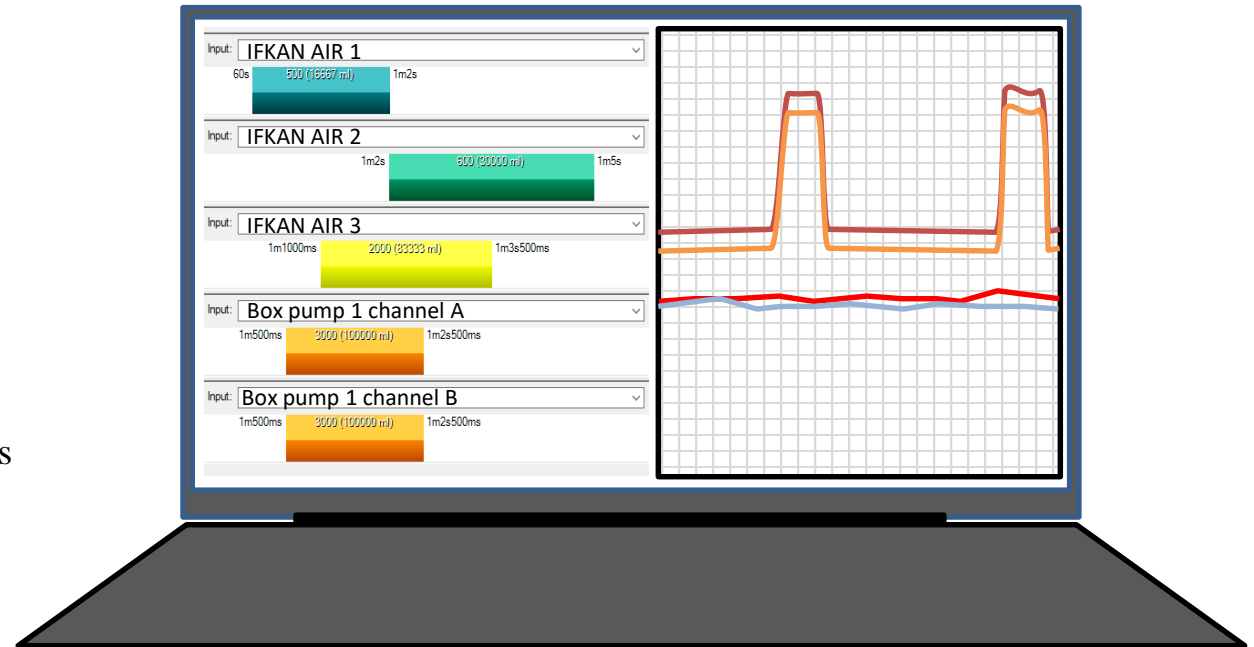 Input: IFKAN AIR 1
60s 500 (16667 ml) 1m2s
Input: IFKAN AIR 2
1m2s 600 (30000 ml) 1m5s
Input: IFKAN AIR 3
1m1000ms 2000 (83333 ml) 1m3s500ms
Input: Box pump 1 channel A
1m500ms 3000 (100000 ml) 1m2s500ms
Input: Box pump 1 channel B
1m500ms 3000 (100000 ml) 1m2s500ms
s